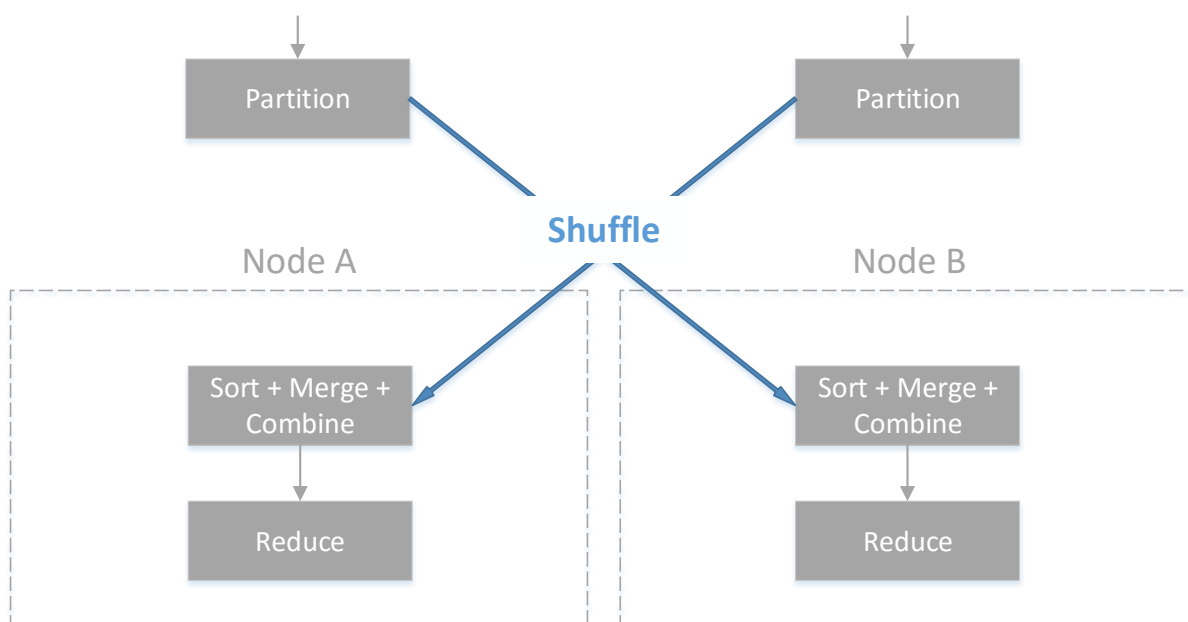 Partition
Partition
Shuffle
Node A
Node B
Sort + Merge +
Combine
Sort + Merge +
Combine
Reduce
Reduce